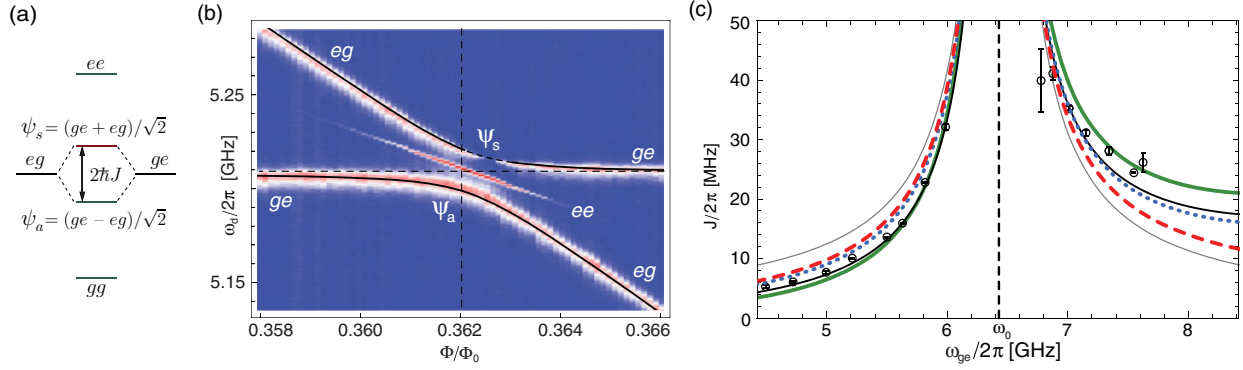 (a)
ee
ψₛ = (ge + eg)/√2
eg
ge
2ℏJ
ψₐ = (ge − eg)/√2
gg
(b)
ω_d/2π [GHz]
5.25
5.15
eg
ψₛ
ge
ge
ψₐ
ee
eg
0.358
0.360
0.362
0.364
0.366
Φ/Φ₀
(c)
J/2π [MHz]
50
40
30
20
10
0
5
6
ω₀
7
8
ω_ge/2π [GHz]